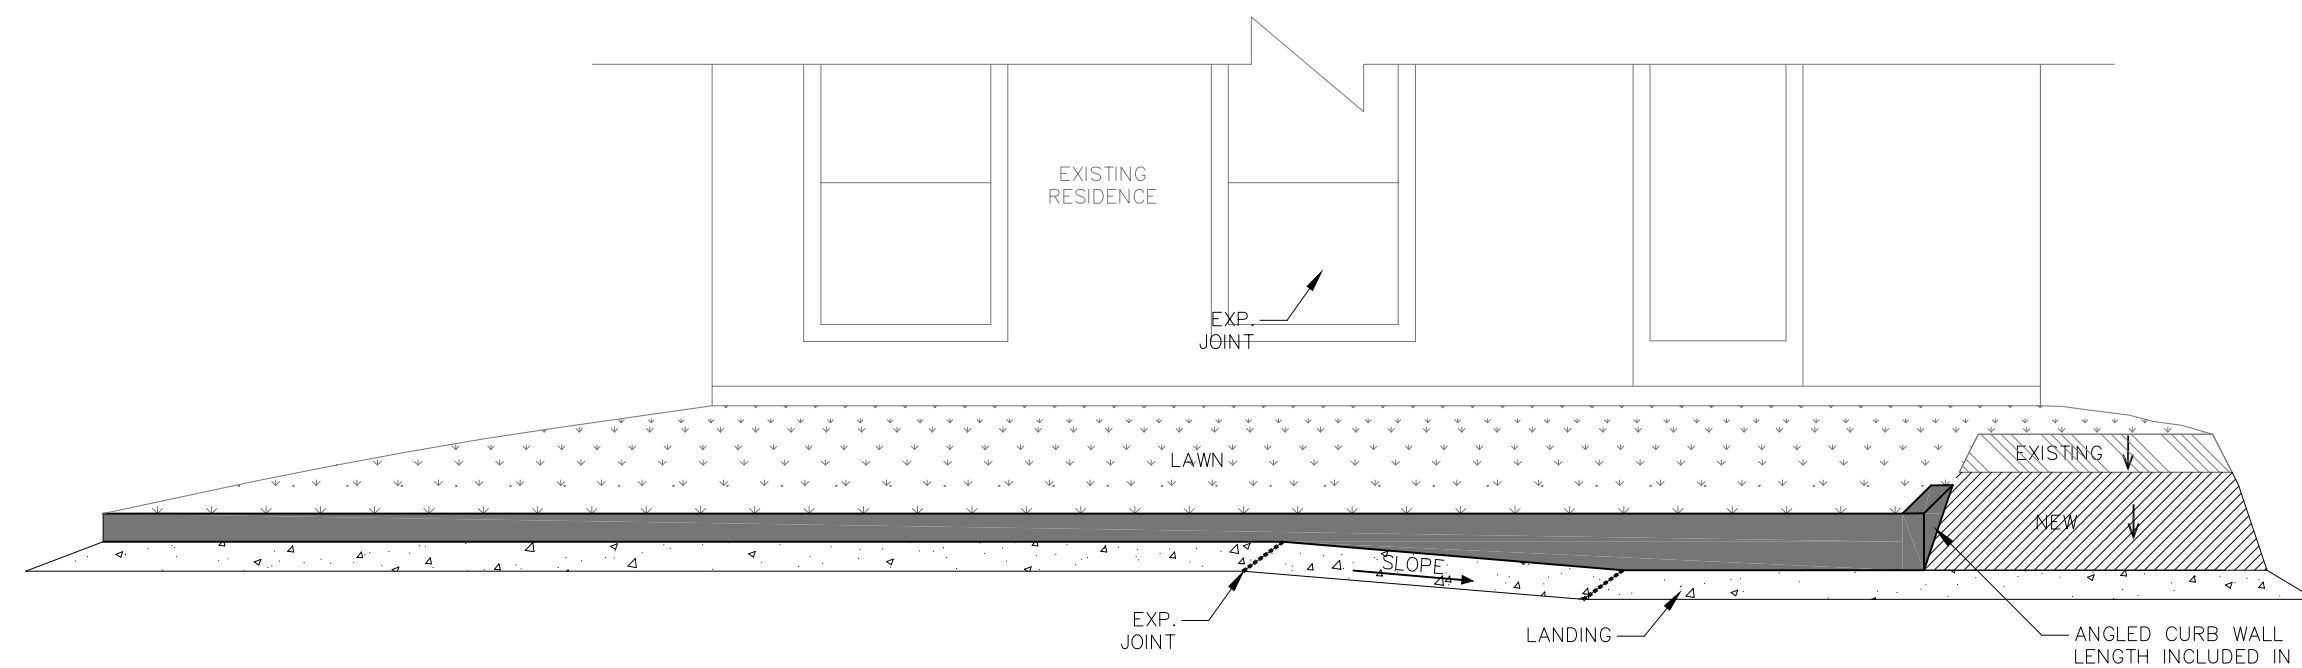 EXISTING
RESIDENCE
EXP.
JOINT
EXISTING
LAWN
NEW
SLOPE
EXP.
JOINT
LANDING
ANGLED CURB WALL
LENGTH INCLUDED IN